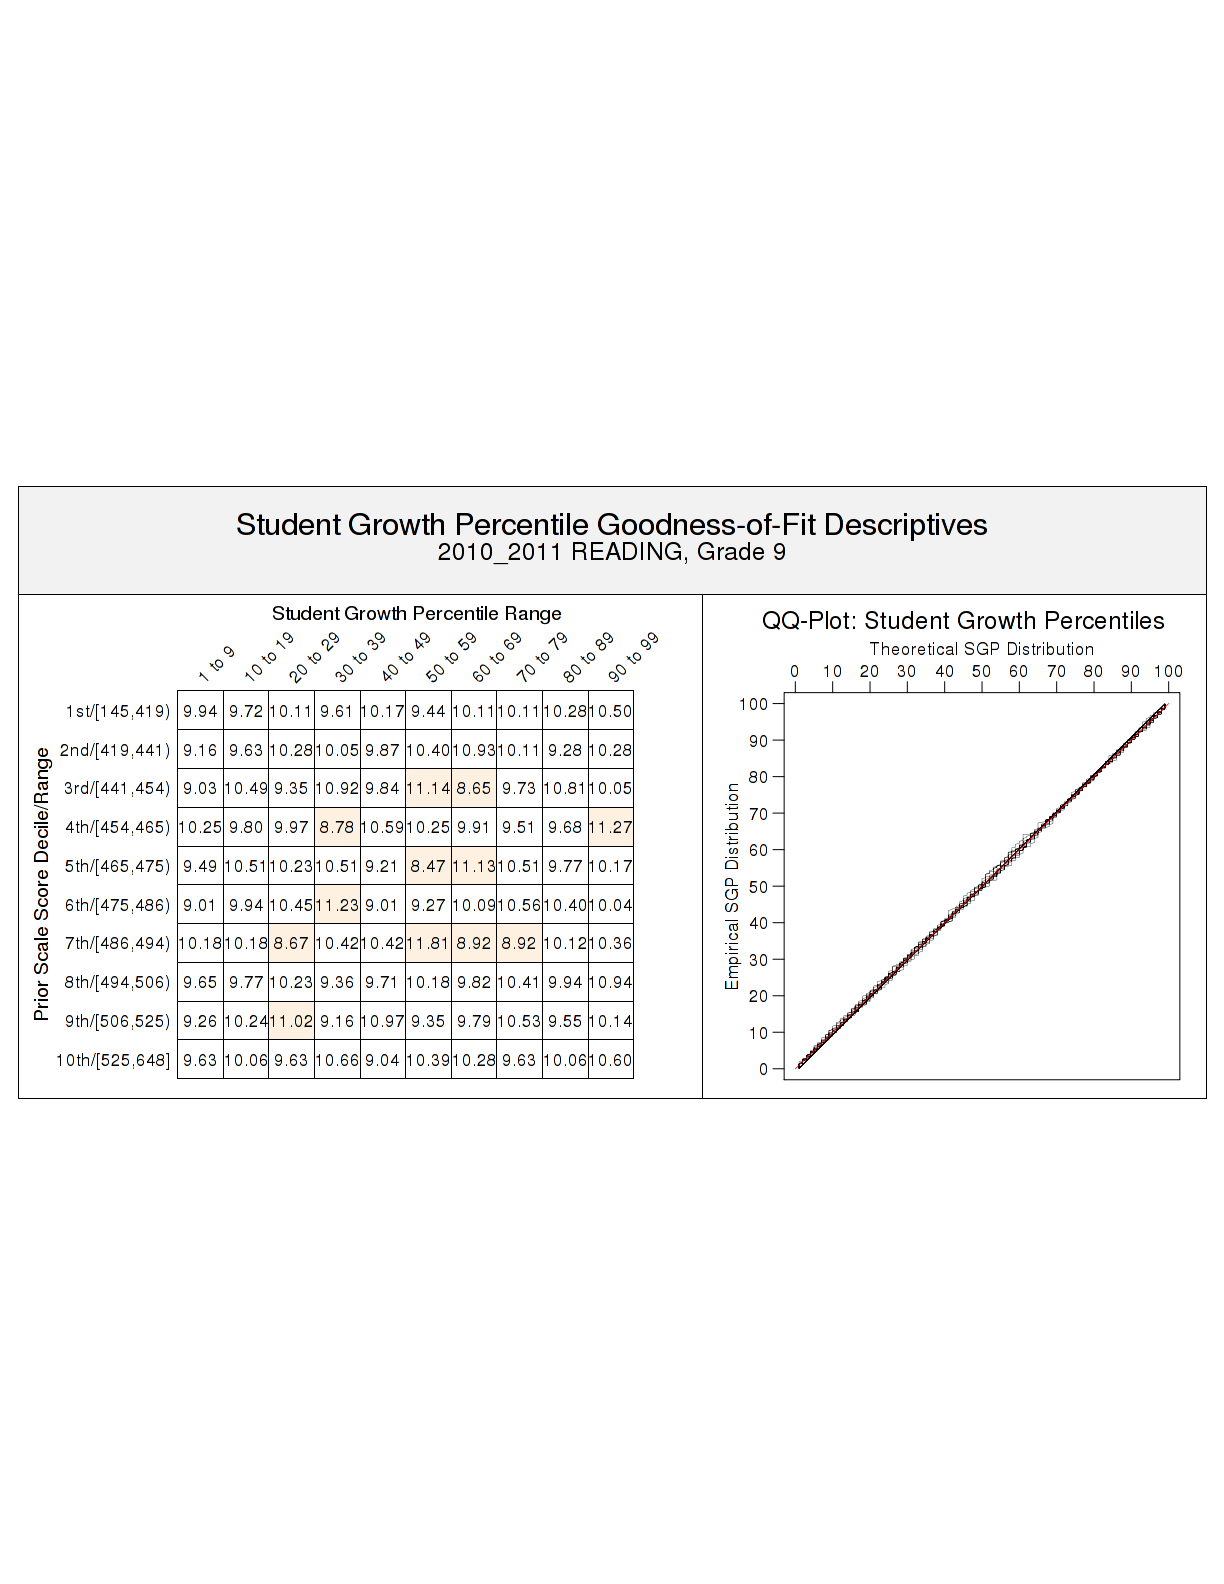 Student Growth Percentile Goodness-of-Fit Descriptives
2010_2011 READING, Grade 9
Student Growth Percentile Range
1 to 9 10 to 19 20 to 29 30 to 39 40 to 49 50 to 59 60 to 69 70 to 79 80 to 89 90 to 99
Prior Scale Score Decile/Range
1st/[145,419) 9.94 9.72 10.11 9.61 10.17 9.44 10.11 10.11 10.28 10.50
2nd/[419,441) 9.16 9.63 10.28 10.05 9.87 10.40 10.93 10.11 9.28 10.28
3rd/[441,454) 9.03 10.49 9.35 10.92 9.84 11.14 8.65 9.73 10.81 10.05
4th/[454,465) 10.25 9.80 9.97 8.78 10.59 10.25 9.91 9.51 9.68 11.27
5th/[465,475) 9.49 10.51 10.23 10.51 9.21 8.47 11.13 10.51 9.77 10.17
6th/[475,486) 9.01 9.94 10.45 11.23 9.01 9.27 10.09 10.56 10.40 10.04
7th/[486,494) 10.18 10.18 8.67 10.42 10.42 11.81 8.92 8.92 10.12 10.36
8th/[494,506) 9.65 9.77 10.23 9.36 9.71 10.18 9.82 10.41 9.94 10.94
9th/[506,525) 9.26 10.24 11.02 9.16 10.97 9.35 9.79 10.53 9.55 10.14
10th/[525,648] 9.63 10.06 9.63 10.66 9.04 10.39 10.28 9.63 10.06 10.60
QQ-Plot: Student Growth Percentiles
Theoretical SGP Distribution
0 10 20 30 40 50 60 70 80 90 100
Empirical SGP Distribution
100
90
80
70
60
50
40
30
20
10
0